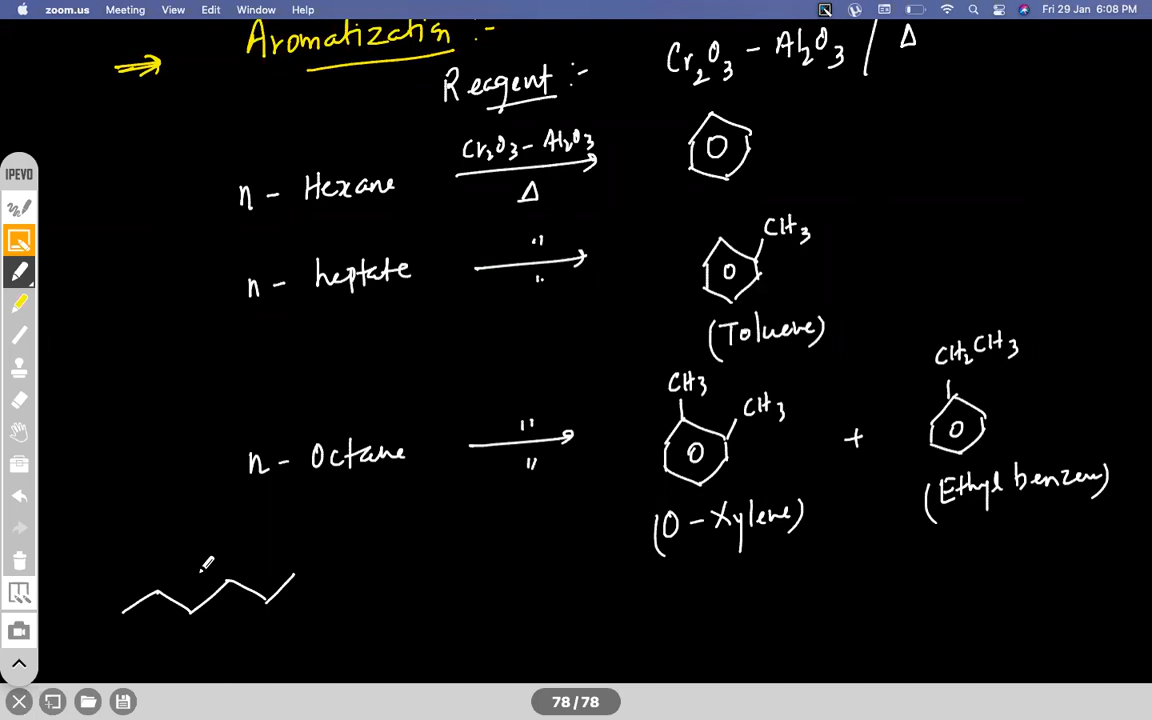 zoom.us Meeting View Edit Window Help Fri 29 Jan 6:08 PM
Aromatization :-
Reagent :- Cr₂O₃ - Al₂O₃ / Δ
IPEVO
n - Hexane Cr₂O₃ - Al₂O₃
Δ
n - heptate " CH₃
"
(Toluene)
CH₂CH₃
CH₃
CH₃
n - Octane " +
"
(Ethyl benzene)
(O - Xylene)
78 / 78